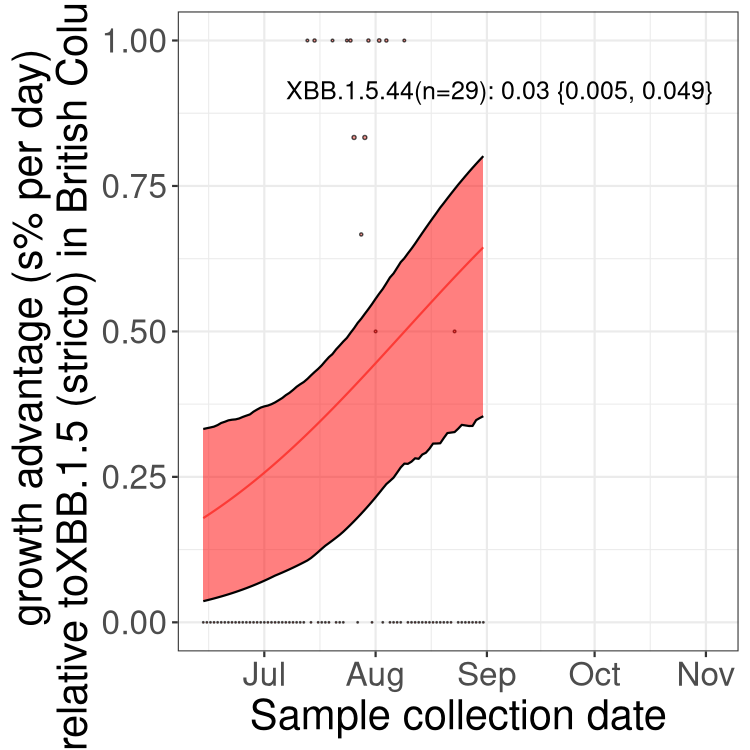 growth advantage (s% per day)
relative toXBB.1.5 (stricto) in British Colu
1.00
0.75
0.50
0.25
0.00
XBB.1.5.44(n=29): 0.03 {0.005, 0.049}
Jul Aug Sep Oct Nov
Sample collection date